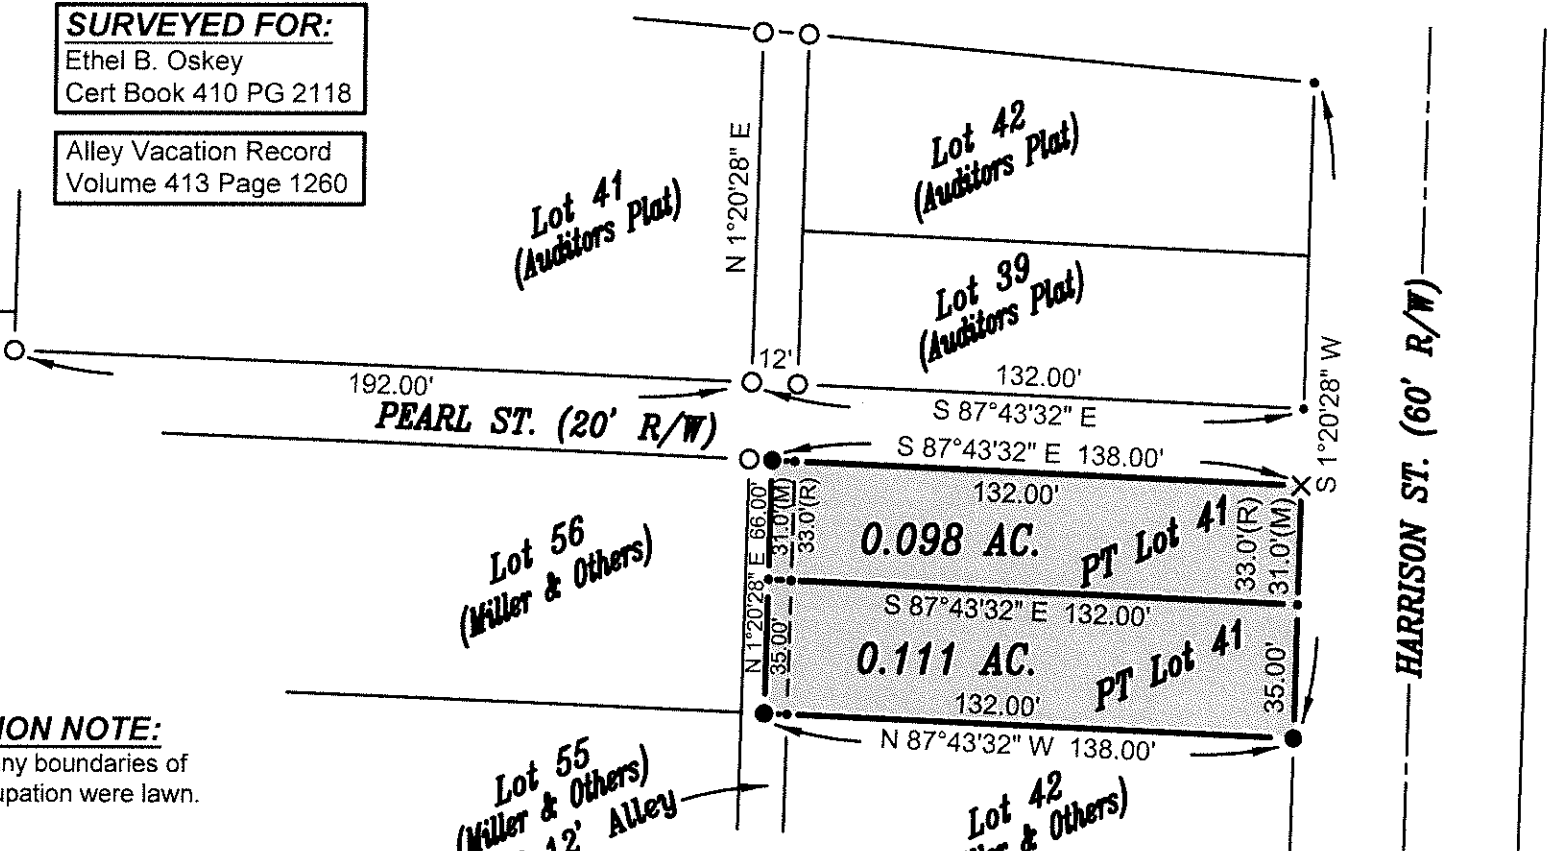 SURVEYED FOR:
Ethel B. Oskey
Cert Book 410 PG 2118
Alley Vacation Record
Volume 413 Page 1260
Lot 41
(Auditors Plat)
N 1°20'28" E
Lot 42
(Auditors Plat)
Lot 39
(Auditors Plat)
12'
132.00'
S 87°43'32" E
192.00'
PEARL ST. (20' R/W)
S 1°20'28" W
HARRISON ST. (60' R/W)
S 87°43'32" E 138.00'
132.00'
N 1°20'28" E 66.00'
31.0'(M)
33.0'(R)
0.098 AC.
PT Lot 41
33.0'(R)
31.0'(M)
S 87°43'32" E 132.00'
35.00'
0.111 AC.
PT Lot 41
35.00'
132.00'
N 87°43'32" W 138.00'
Lot 56
(Miller & Others)
ION NOTE:
ny boundaries of
upation were lawn.
Lot 55
(Miller & Others)
12' Alley
Lot 42
ller & Others)